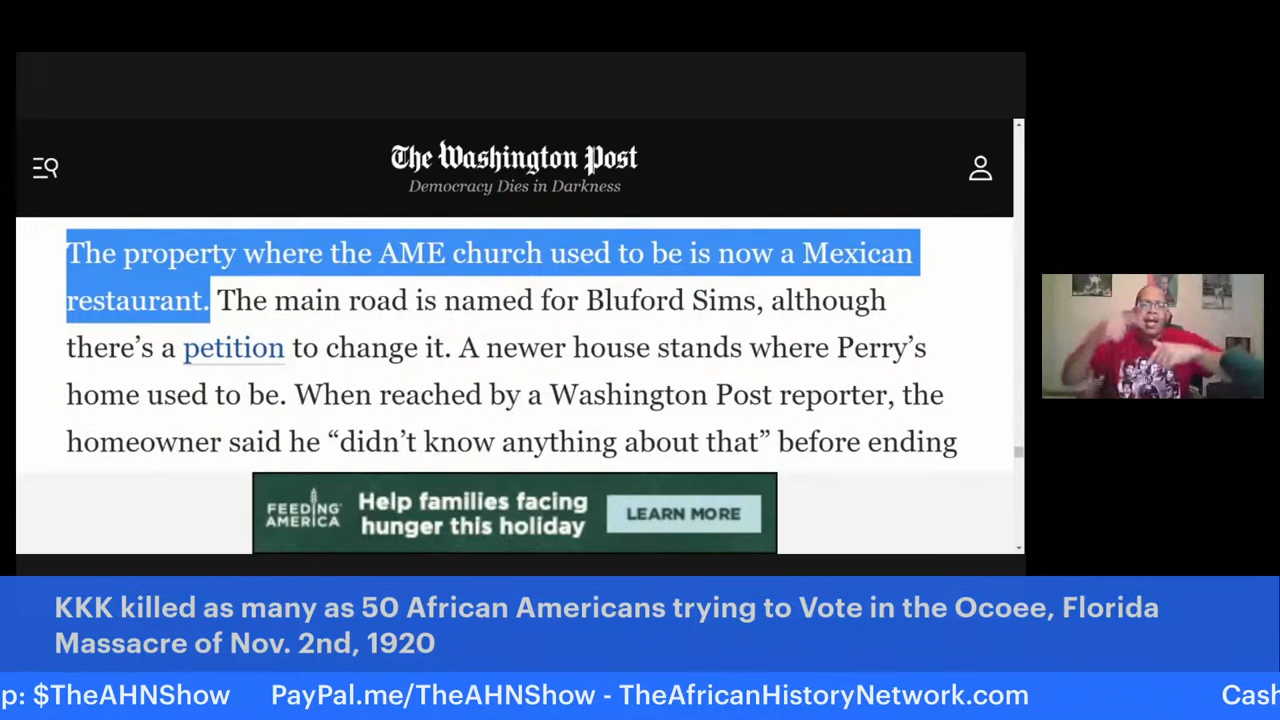 The Washington Post
Democracy Dies in Darkness
The property where the AME church used to be is now a Mexican
restaurant. The main road is named for Bluford Sims, although
there’s a petition to change it. A newer house stands where Perry’s
home used to be. When reached by a Washington Post reporter, the
homeowner said he “didn’t know anything about that” before ending
FEEDING
AMERICA
Help families facing
hunger this holiday
LEARN MORE
KKK killed as many as 50 African Americans trying to Vote in the Ocoee, Florida
Massacre of Nov. 2nd, 1920
p: $TheAHNShow PayPal.me/TheAHNShow - TheAfricanHistoryNetwork.com Cash